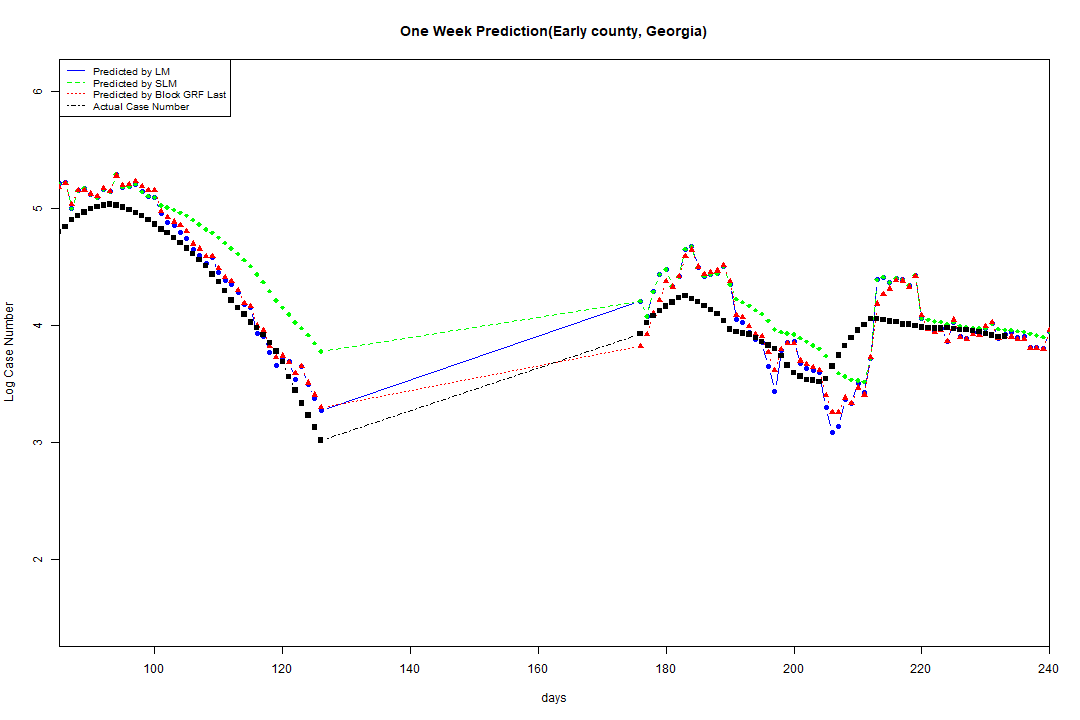 One Week Prediction(Early county, Georgia)
Predicted by LM
Predicted by SLM
Predicted by Block GRF Last
Actual Case Number
6
5
4
3
2
Log Case Number
100 120 140 160 180 200 220 240
days